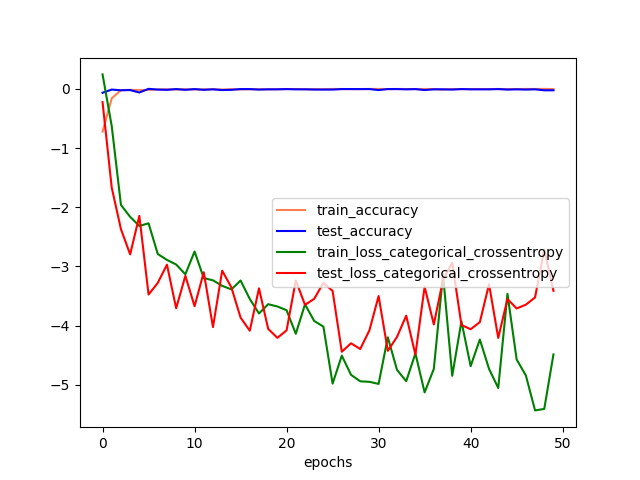 0
−1
−2
−3
−4
−5
train_accuracy
test_accuracy
train_loss_categorical_crossentropy
test_loss_categorical_crossentropy
0 10 20 30 40 50
epochs